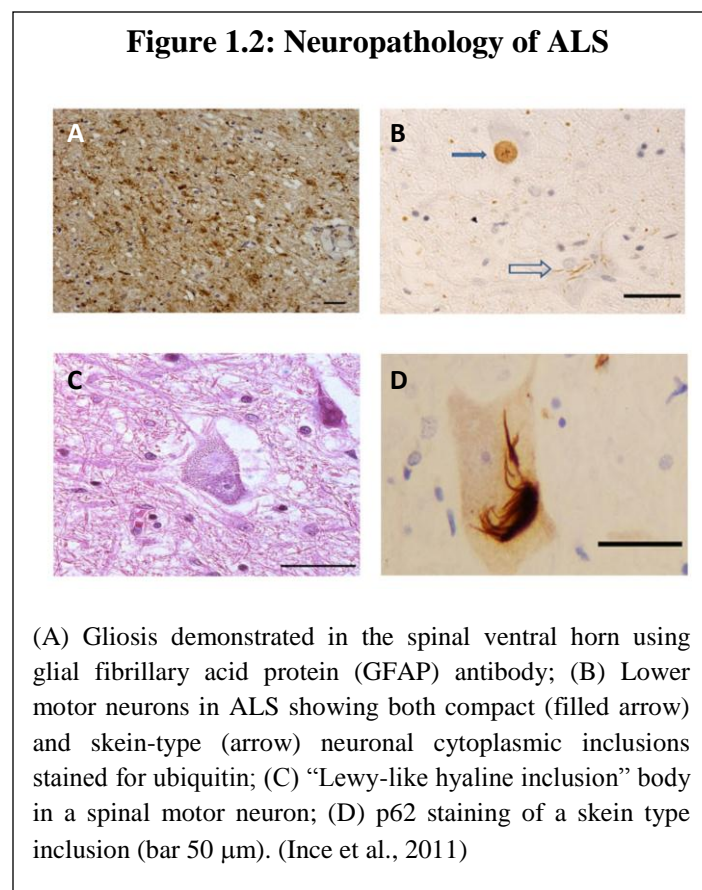 Figure 1.2: Neuropathology of ALS
A
B
C
D
(A) Gliosis demonstrated in the spinal ventral horn using
glial fibrillary acid protein (GFAP) antibody; (B) Lower
motor neurons in ALS showing both compact (filled arrow)
and skein-type (arrow) neuronal cytoplasmic inclusions
stained for ubiquitin; (C) “Lewy-like hyaline inclusion” body
in a spinal motor neuron; (D) p62 staining of a skein type
inclusion (bar 50 μm). (Ince et al., 2011)